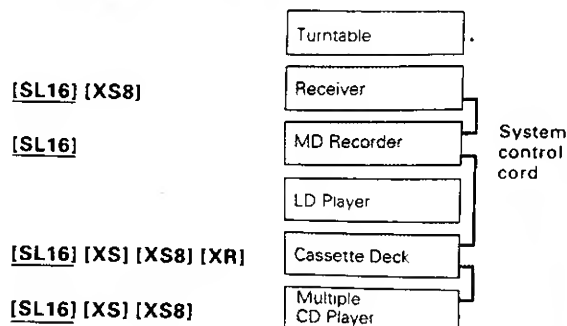 Turntable
[SL16] [XS8]
Receiver
[SL16]
MD Recorder
System
control
cord
LD Player
[SL16] [XS] [XS8] [XR]
Cassette Deck
[SL16] [XS] [XS8]
Multiple
CD Player